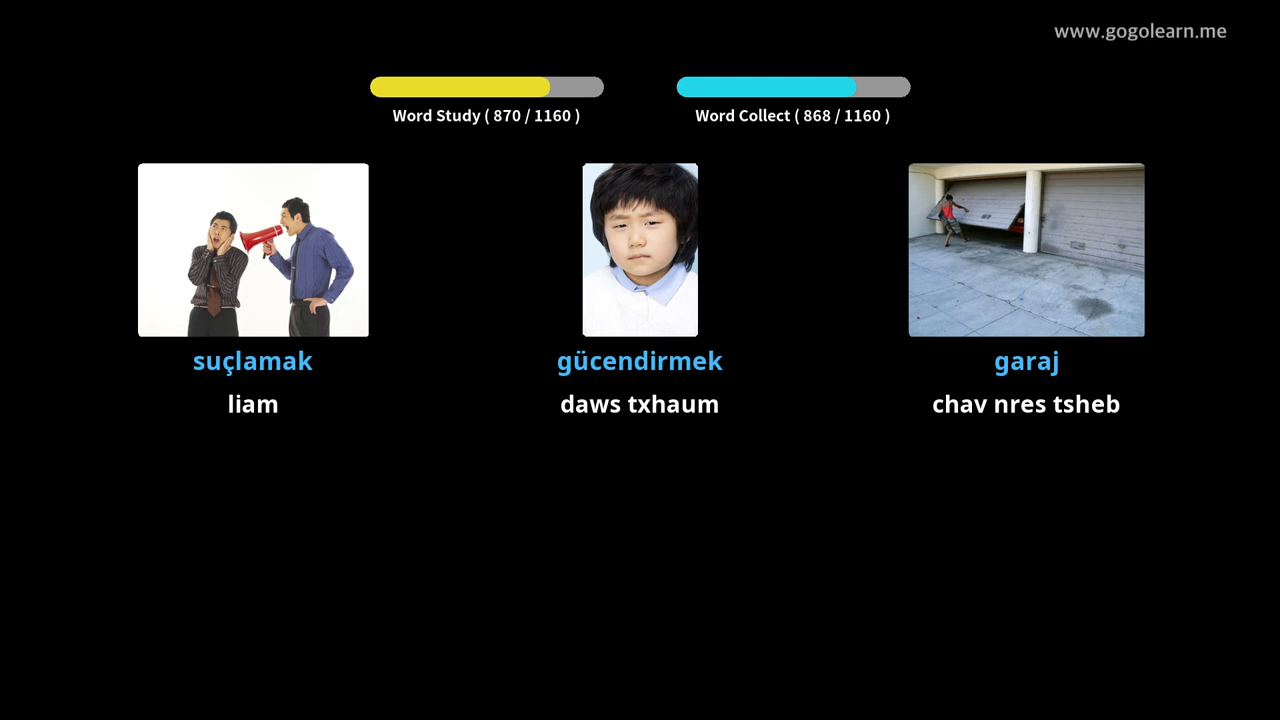 www.gogolearn.me
Word Study ( 870 / 1160 )
Word Collect ( 868 / 1160 )
suçlamak
gücendirmek
garaj
liam
daws txhaum
chav nres tsheb